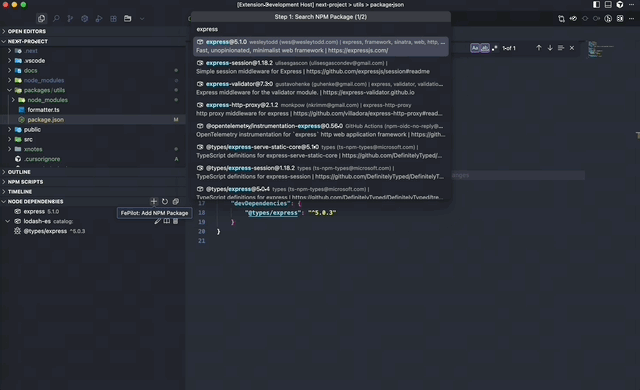 [Extension Development Host] next-project > utils > package.json
EXPLORER
Step 1: Search NPM Package (1/2)
express
OPEN EDITORS
NEXT-PROJECT
.next
.vscode
docs
node_modules
packages/utils
node_modules
formatter.ts
package.json M
public
src
xnotes
.cursorignore A
OUTLINE
NPM SCRIPTS
TIMELINE
NODE DEPENDENCIES
express 5.1.0
lodash-es catalog:
@types/express ^5.0.3
FePilot: Add NPM Package
express@5.1.0 wesleytodd (wes@wesleytodd.com) | express, framework, sinatra, web, http, ...
Fast, unopinionated, minimalist web framework | https://expressjs.com/
express-session@1.18.2 ulisesgascon (ulisesgascondev@gmail.com) |
Simple session middleware for Express | https://github.com/expressjs/session#readme
express-validator@7.3.0 gustavohenke (guhenke@gmail.com) |
Express middleware for the validator module. | https://express-validator.github.io
express-http-proxy@2.1.2 monkpow (nkrimm@gmail.com) | express-http-proxy
http proxy middleware for express | https://github.com/villadora/express-http-proxy#read...
@opentelemetry/instrumentation-express@0.56.0 GitHub Actions (npm-oidc-no-reply@...
OpenTelemetry instrumentation for `express` http web application framework | https://git...
@types/express-serve-static-core@5.1.0 types (ts-npm-types@microsoft.com) |
TypeScript definitions for express-serve-static-core | https://github.com/DefinitelyTyped/...
@types/express-session@1.18.2 types (ts-npm-types@microsoft.com) |
TypeScript definitions for express-session | https://github.com/DefinitelyTyped/Definitely...
@types/express@5.0.4 types (ts-npm-types@microsoft.com) |
TypeScript definitions for express | https://github.com/DefinitelyTyped/DefinitelyTyped/tre...
Aa ab .* 1 of 1
17 "devDependencies": {
18 "@types/express": "^5.0.3"
19 }
20 }
21